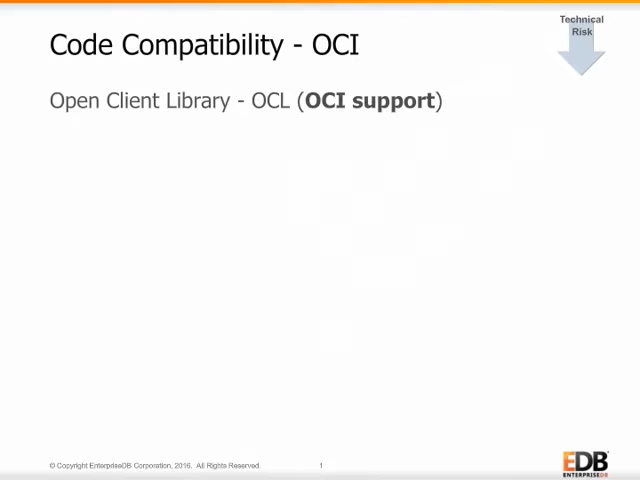 Technical
Risk
Code Compatibility - OCI
Open Client Library - OCL (OCI support)
© Copyright EnterpriseDB Corporation, 2016. All Rights Reserved.
1
EDB
ENTERPRISEDB